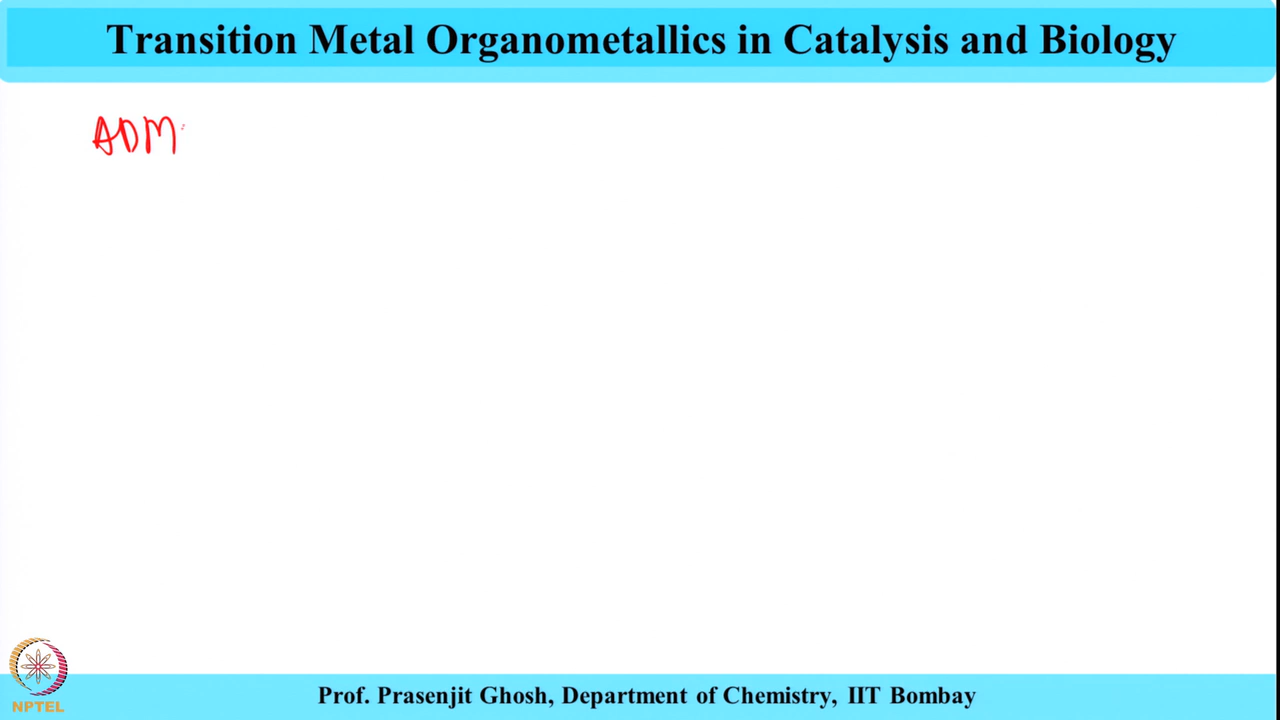 Transition Metal Organometallics in Catalysis and Biology
ADM
Prof. Prasenjit Ghosh, Department of Chemistry, IIT Bombay
NPTEL